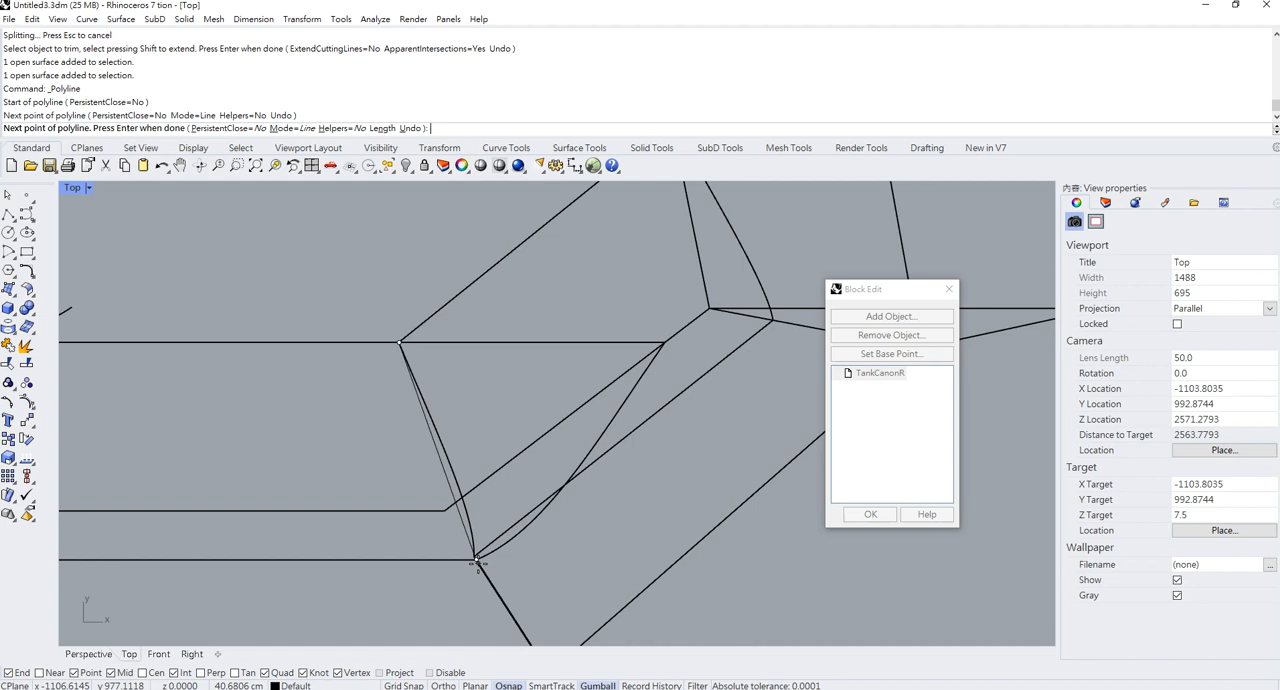 Untitled3.3dm (25 MB) - Rhinoceros 7 tion - [Top]
File Edit View Curve Surface SubD Solid Mesh Dimension Transform Tools Analyze Render Panels Help
Splitting... Press Esc to cancel
Select object to trim, select pressing Shift to extend. Press Enter when done ( ExtendCuttingLines=No ApparentIntersections=Yes Undo )
1 open surface added to selection.
1 open surface added to selection.
Command: _Polyline
Start of polyline ( PersistentClose=No )
Next point of polyline ( PersistentClose=No Mode=Line Helpers=No Undo )
Next point of polyline. Press Enter when done ( PersistentClose=No Mode=Line Helpers=No Length Undo ):
Standard CPlanes Set View Display Select Viewport Layout Visibility Transform Curve Tools Surface Tools Solid Tools SubD Tools Mesh Tools Render Tools Drafting New in V7
Top
内容: View properties
Viewport
Title Top
Width 1488
Height 695
Projection Parallel
Locked
Camera
Lens Length 50.0
Rotation 0.0
X Location -1103.8035
Y Location 992.8744
Z Location 2571.2793
Distance to Target 2563.7793
Location Place...
Target
X Target -1103.8035
Y Target 992.8744
Z Target 7.5
Location Place...
Wallpaper
Filename (none) ...
Show
Gray
Block Edit
Add Object...
Remove Object...
Set Base Point...
TankCanonR
OK Help
y
x
Perspective Top Front Right
End Near Point Mid Cen Int Perp Tan Quad Knot Vertex Project Disable
CPlane x -1106.6145 y 977.1118 z 0.0000 40.6806 cm Default Grid Snap Ortho Planar Osnap SmartTrack Gumball Record History Filter Absolute tolerance: 0.0001